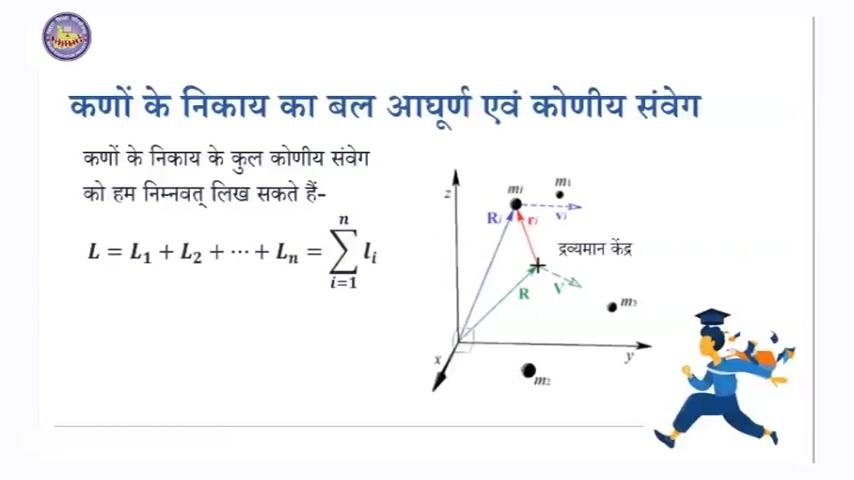 कणों के निकाय का बल आघूर्ण एवं कोणीय संवेग
कणों के निकाय के कुल कोणीय संवेग
को हम निम्नवत् लिख सकते हैं-
L = L₁ + L₂ + ⋯ + Lₙ = ∑ᵢ₌₁ⁿ lᵢ
z
mᵢ
m₁
Rᵢ
rᵢ
vᵢ
द्रव्यमान केंद्र
R
V
m₃
x
y
m₂